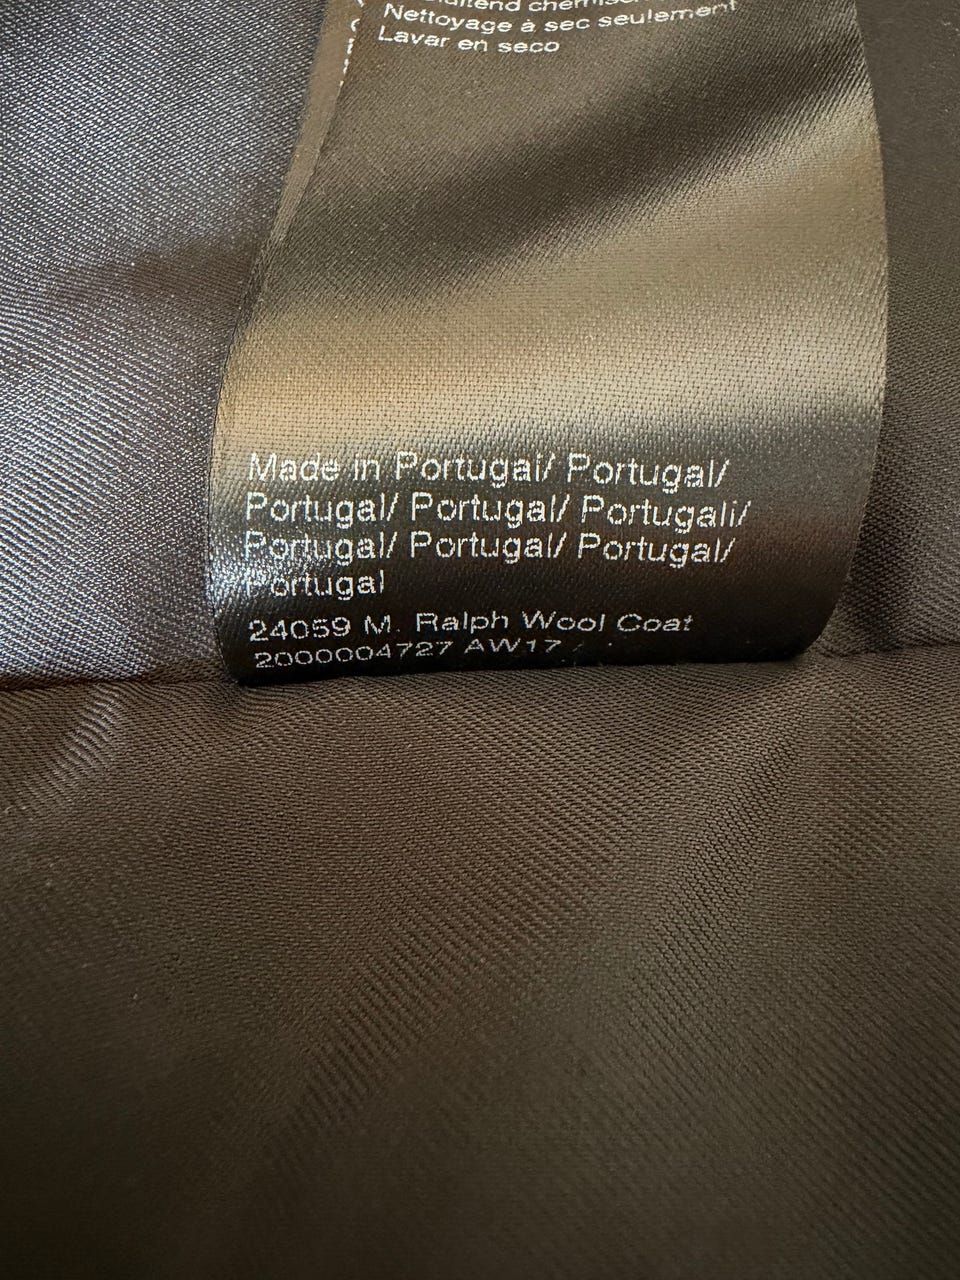 Nettoyage à sec seulement
Lavar en seco
Made in Portugal/ Portugal/
Portugal/ Portugal/ Portugali/
Portugal/ Portugal/ Portugal/
Portugal
24059 M. Ralph Wool Coat
2000004727 AW17